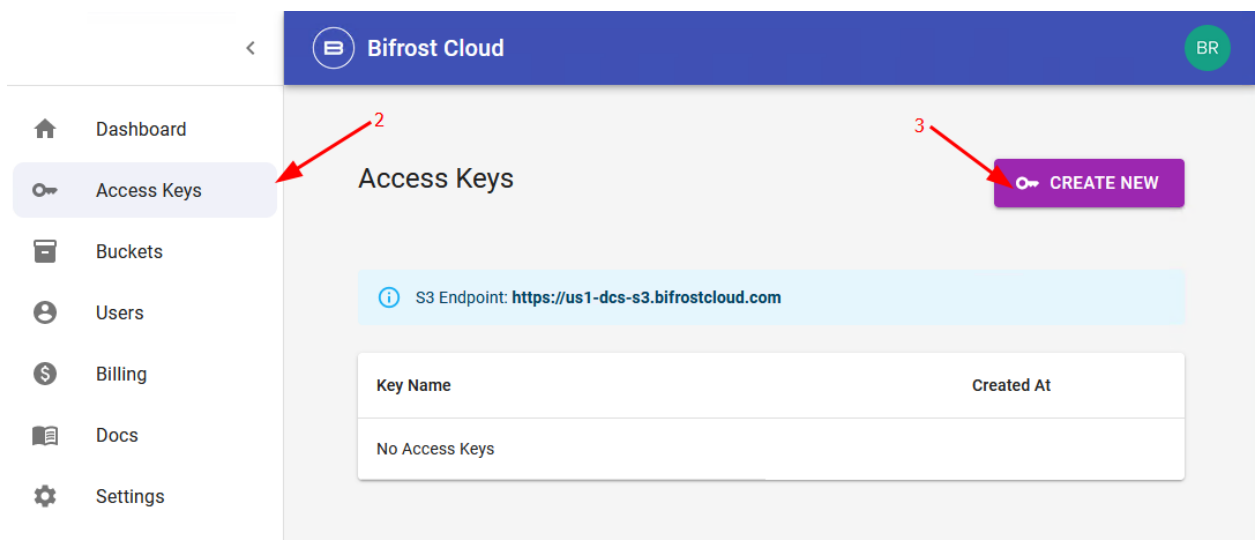 Bifrost Cloud
BR
Dashboard
2
3
Access Keys
Access Keys
CREATE NEW
Buckets
S3 Endpoint: https://us1-dcs-s3.bifrostcloud.com
Users
Billing
Key Name Created At
Docs
No Access Keys
Settings